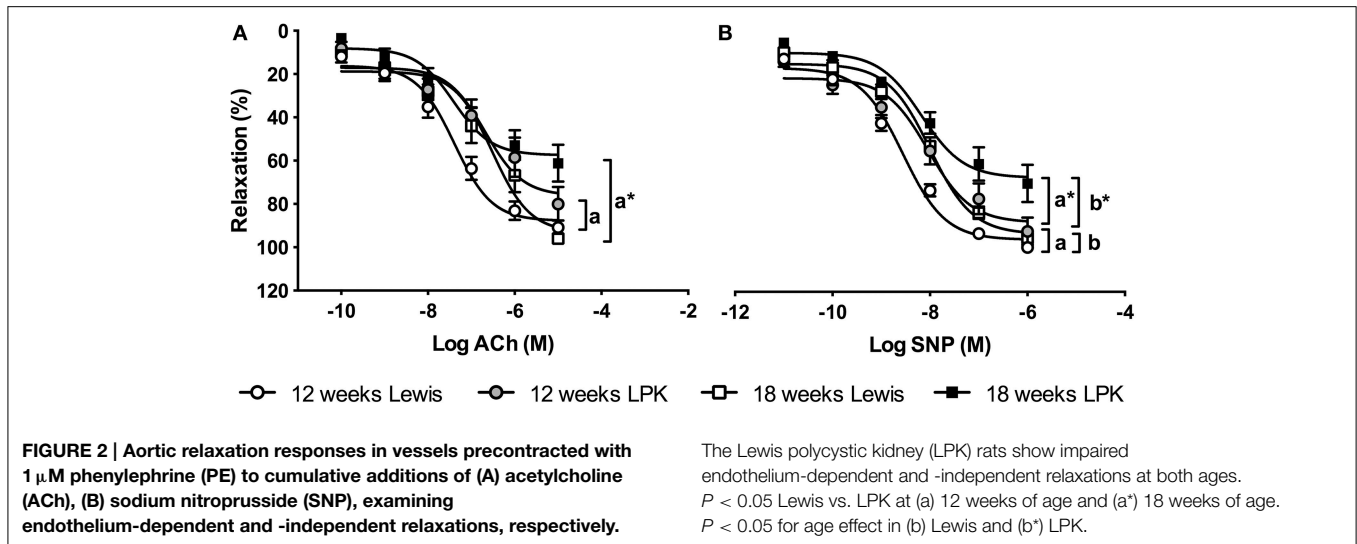 A
B
0
20
40
60
80
100
120
Relaxation (%)
a
a*
a*
b*
a
b
-10
-8
-6
-4
-2
-12
-10
-8
-6
-4
Log ACh (M)
Log SNP (M)
12 weeks Lewis
12 weeks LPK
18 weeks Lewis
18 weeks LPK
FIGURE 2 | Aortic relaxation responses in vessels precontracted with
1 μM phenylephrine (PE) to cumulative additions of (A) acetylcholine
(ACh), (B) sodium nitroprusside (SNP), examining
endothelium-dependent and -independent relaxations, respectively.
The Lewis polycystic kidney (LPK) rats show impaired
endothelium-dependent and -independent relaxations at both ages.
P < 0.05 Lewis vs. LPK at (a) 12 weeks of age and (a*) 18 weeks of age.
P < 0.05 for age effect in (b) Lewis and (b*) LPK.